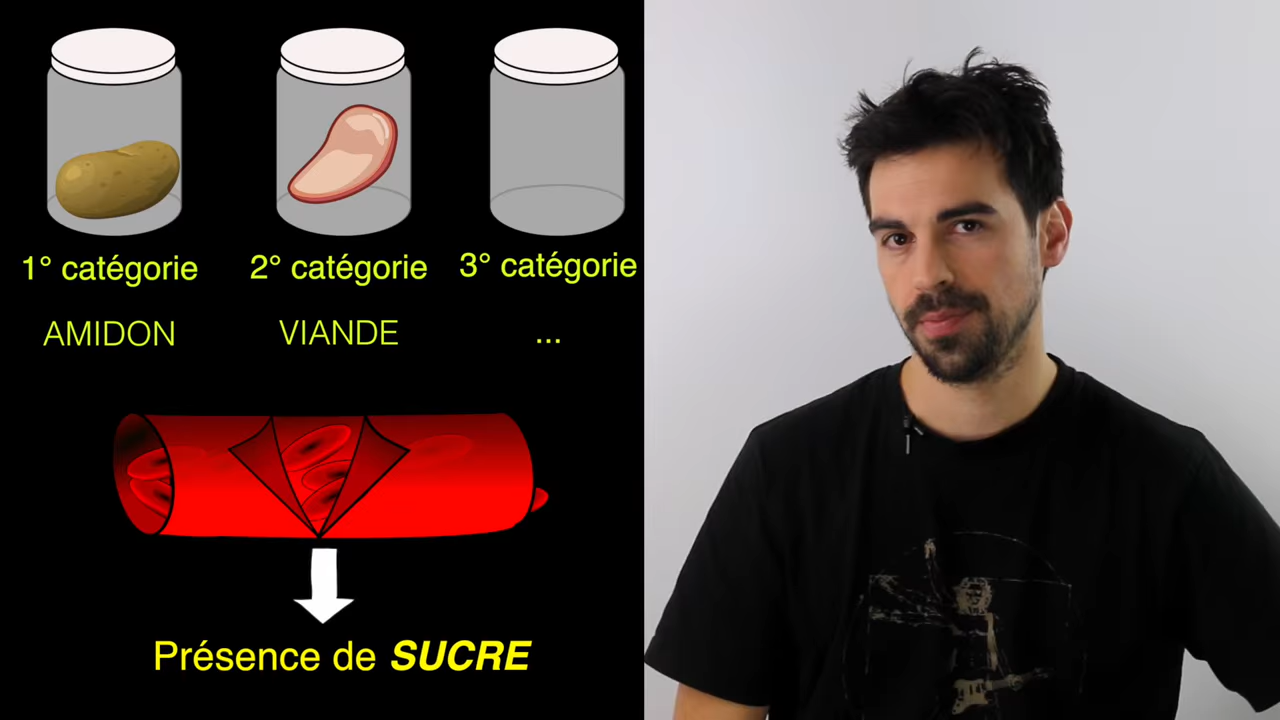 1° catégorie
2° catégorie
3° catégorie
AMIDON
VIANDE
...
Présence de SUCRE